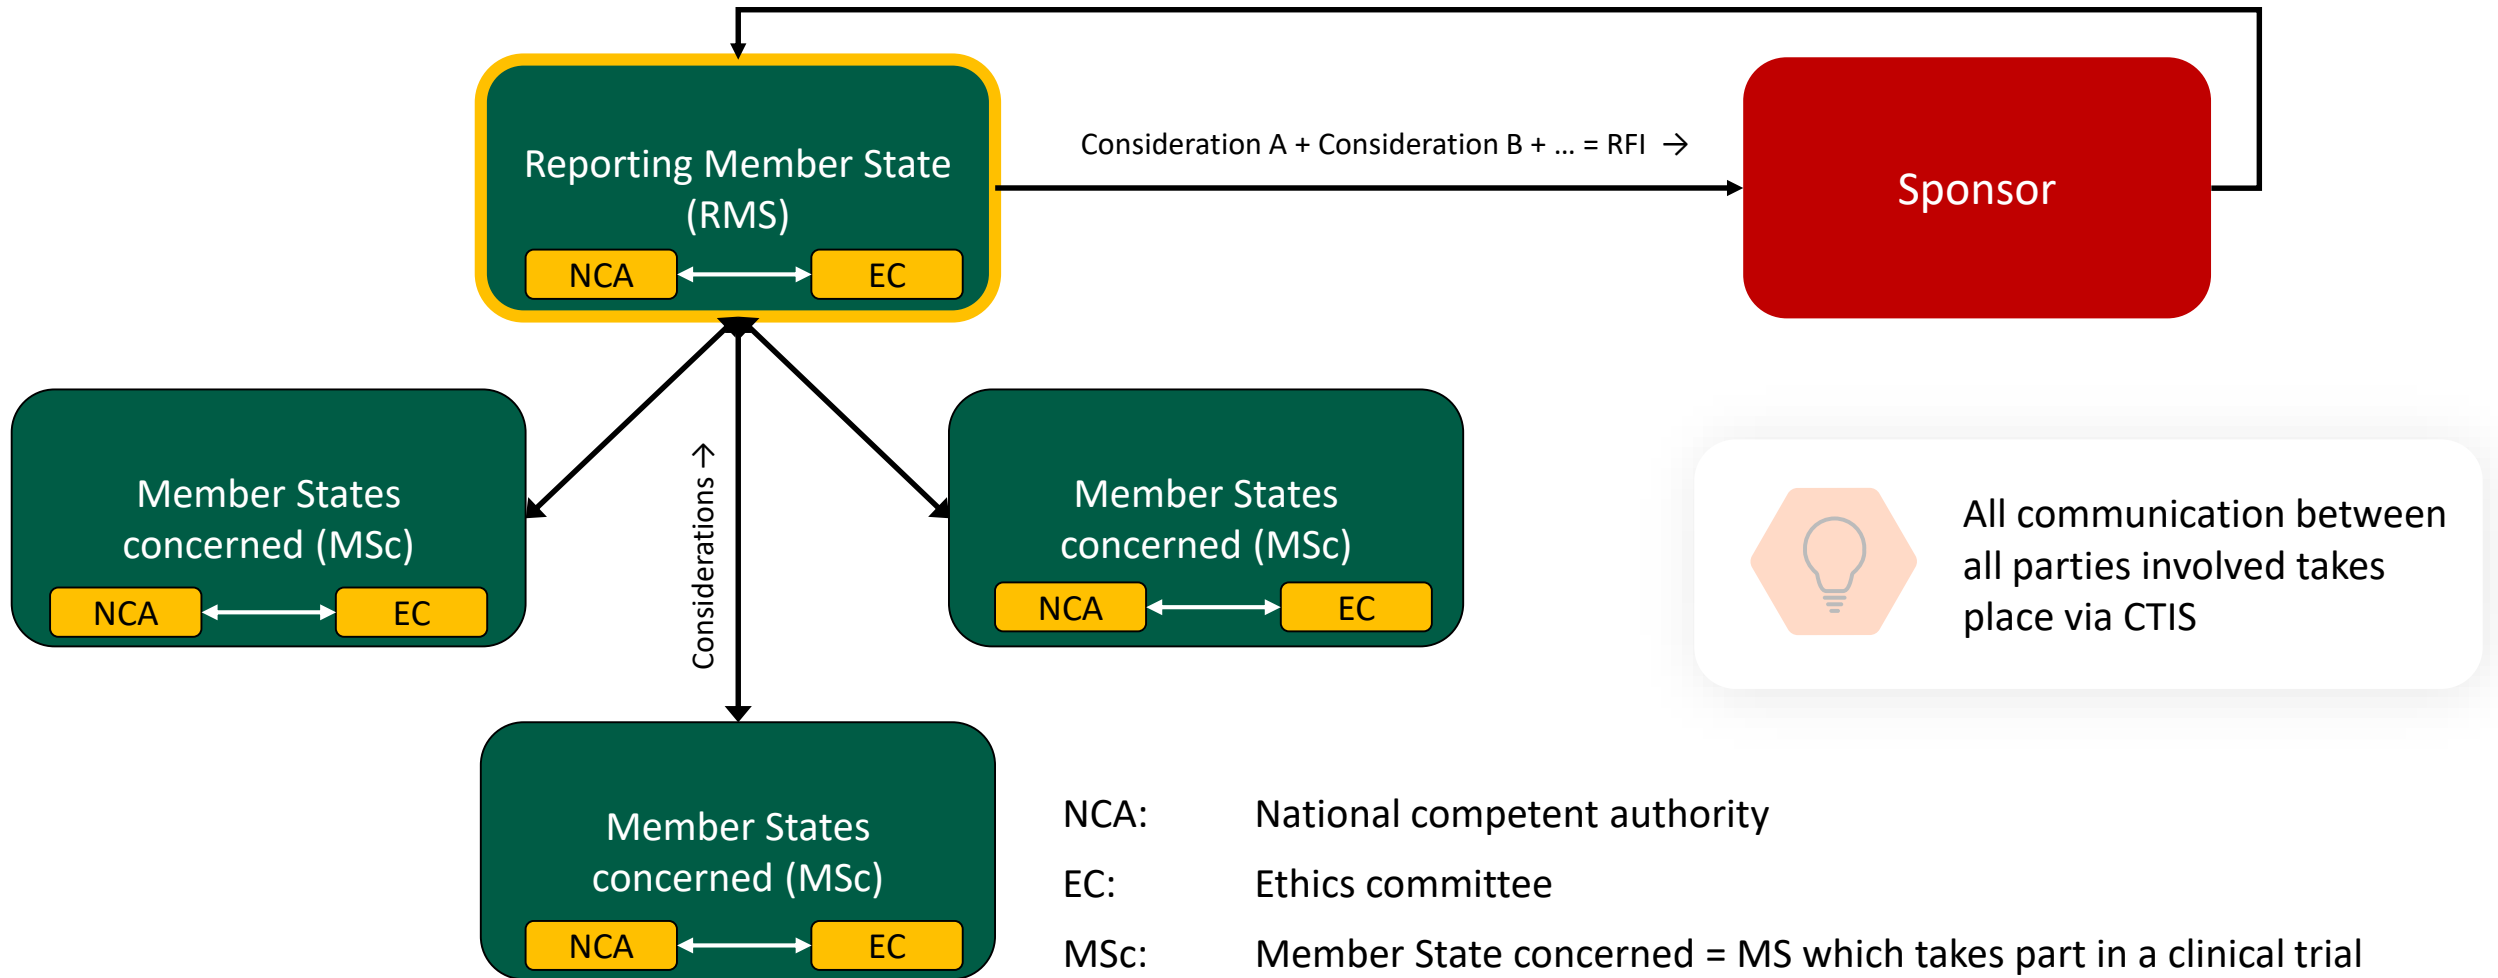 Reporting Member State
(RMS)
NCA
EC
Consideration A + Consideration B + ... = RFI →
Sponsor
Member States
concerned (MSc)
NCA
EC
Considerations →
Member States
concerned (MSc)
NCA
EC
All communication between
all parties involved takes
place via CTIS
Member States
concerned (MSc)
NCA
EC
NCA: National competent authority
EC: Ethics committee
MSc: Member State concerned = MS which takes part in a clinical trial